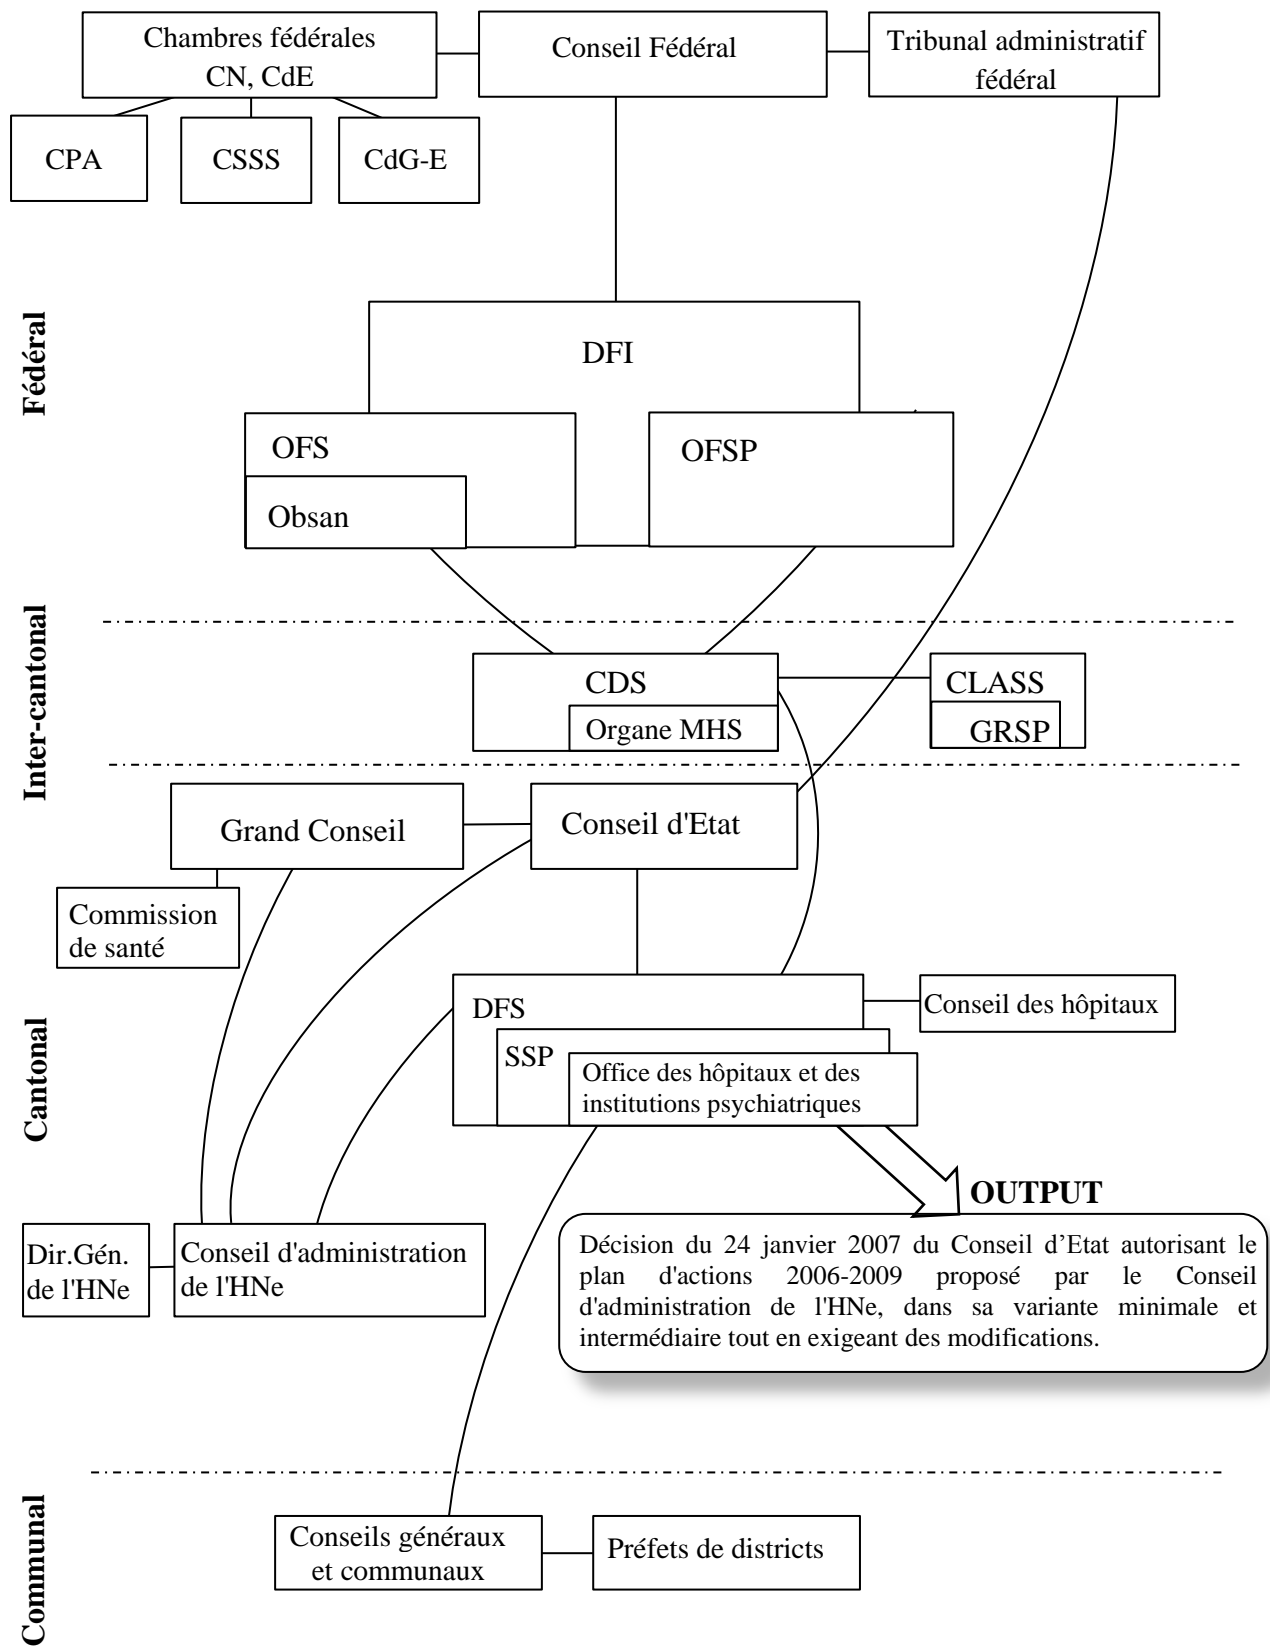 Chambres fédérales
CN, CdE
Conseil Fédéral
Tribunal administratif
fédéral
CPA
CSSS
CdG-E
Fédéral
DFI
OFS
OFSP
Obsan
Inter-cantonal
CDS
Organe MHS
CLASS
GRSP
Grand Conseil
Conseil d'Etat
Commission
de santé
Cantonal
DFS
Conseil des hôpitaux
SSP
Office des hôpitaux et des
institutions psychiatriques
OUTPUT
Dir.Gén.
de l'HNe
Conseil d'administration
de l'HNe
Décision du 24 janvier 2007 du Conseil d’Etat autorisant le
plan d'actions 2006-2009 proposé par le Conseil
d'administration de l'HNe, dans sa variante minimale et
intermédiaire tout en exigeant des modifications.
Communal
Conseils généraux
et communaux
Préfets de districts